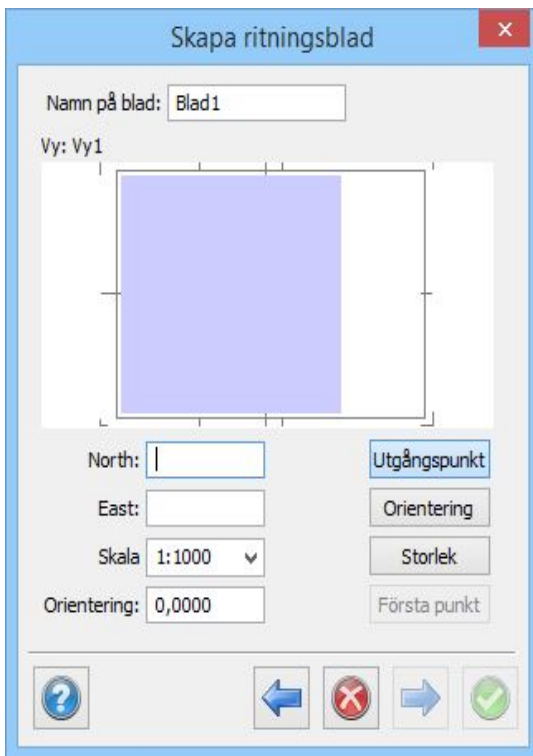 Skapa ritningsblad
Namn på blad: Blad1
Vy: Vy1
North: Utgångspunkt
East: Orientering
Skala 1:1000 Storlek
Orientering: 0,0000 Första punkt